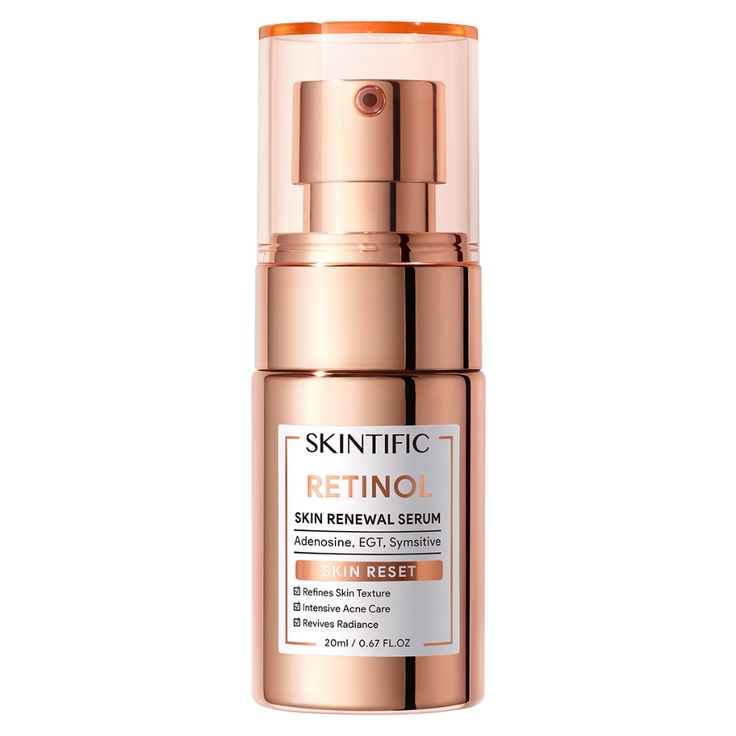 SKINTIFIC
RETINOL
SKIN RENEWAL SERUM
Adenosine, EGT, Symsitive
SKIN RESET
Refines Skin Texture
Intensive Acne Care
Revives Radiance
20ml / 0.67 FL.OZ